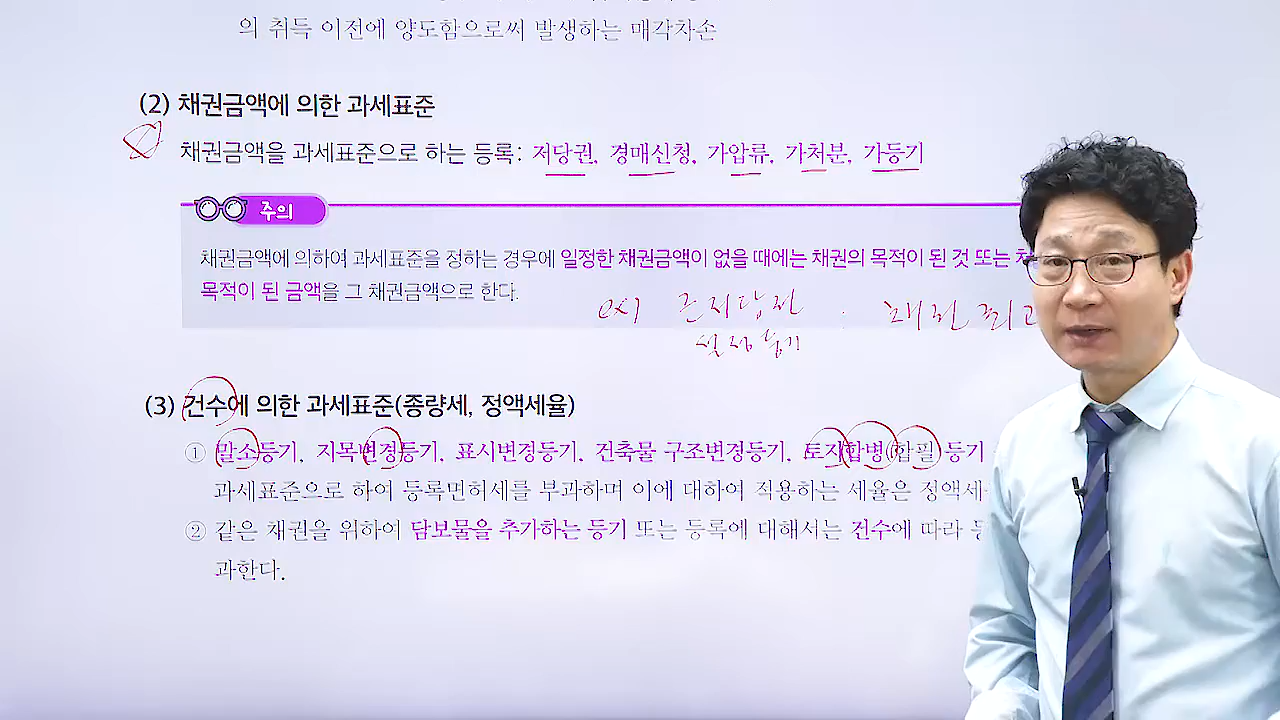 의 취득 이전에 양도함으로써 발생하는 매각차손
(2) 채권금액에 의한 과세표준
채권금액을 과세표준으로 하는 등록: 저당권, 경매신청, 가압류, 가처분, 가등기
주의
채권금액에 의하여 과세표준을 정하는 경우에 일정한 채권금액이 없을 때에는 채권의 목적이 된 것 또는
목적이 된 금액을 그 채권금액으로 한다.
예) 근저당권 : 채권최고
설정등기
(3) 건수에 의한 과세표준(종량세, 정액세율)
① 말소등기, 지목변경등기, 표시변경등기, 건축물 구조변경등기, 토지합병(합필) 등기
과세표준으로 하여 등록면허세를 부과하며 이에 대하여 적용하는 세율은 정액세
② 같은 채권을 위하여 담보물을 추가하는 등기 또는 등록에 대해서는 건수에 따라
과한다.